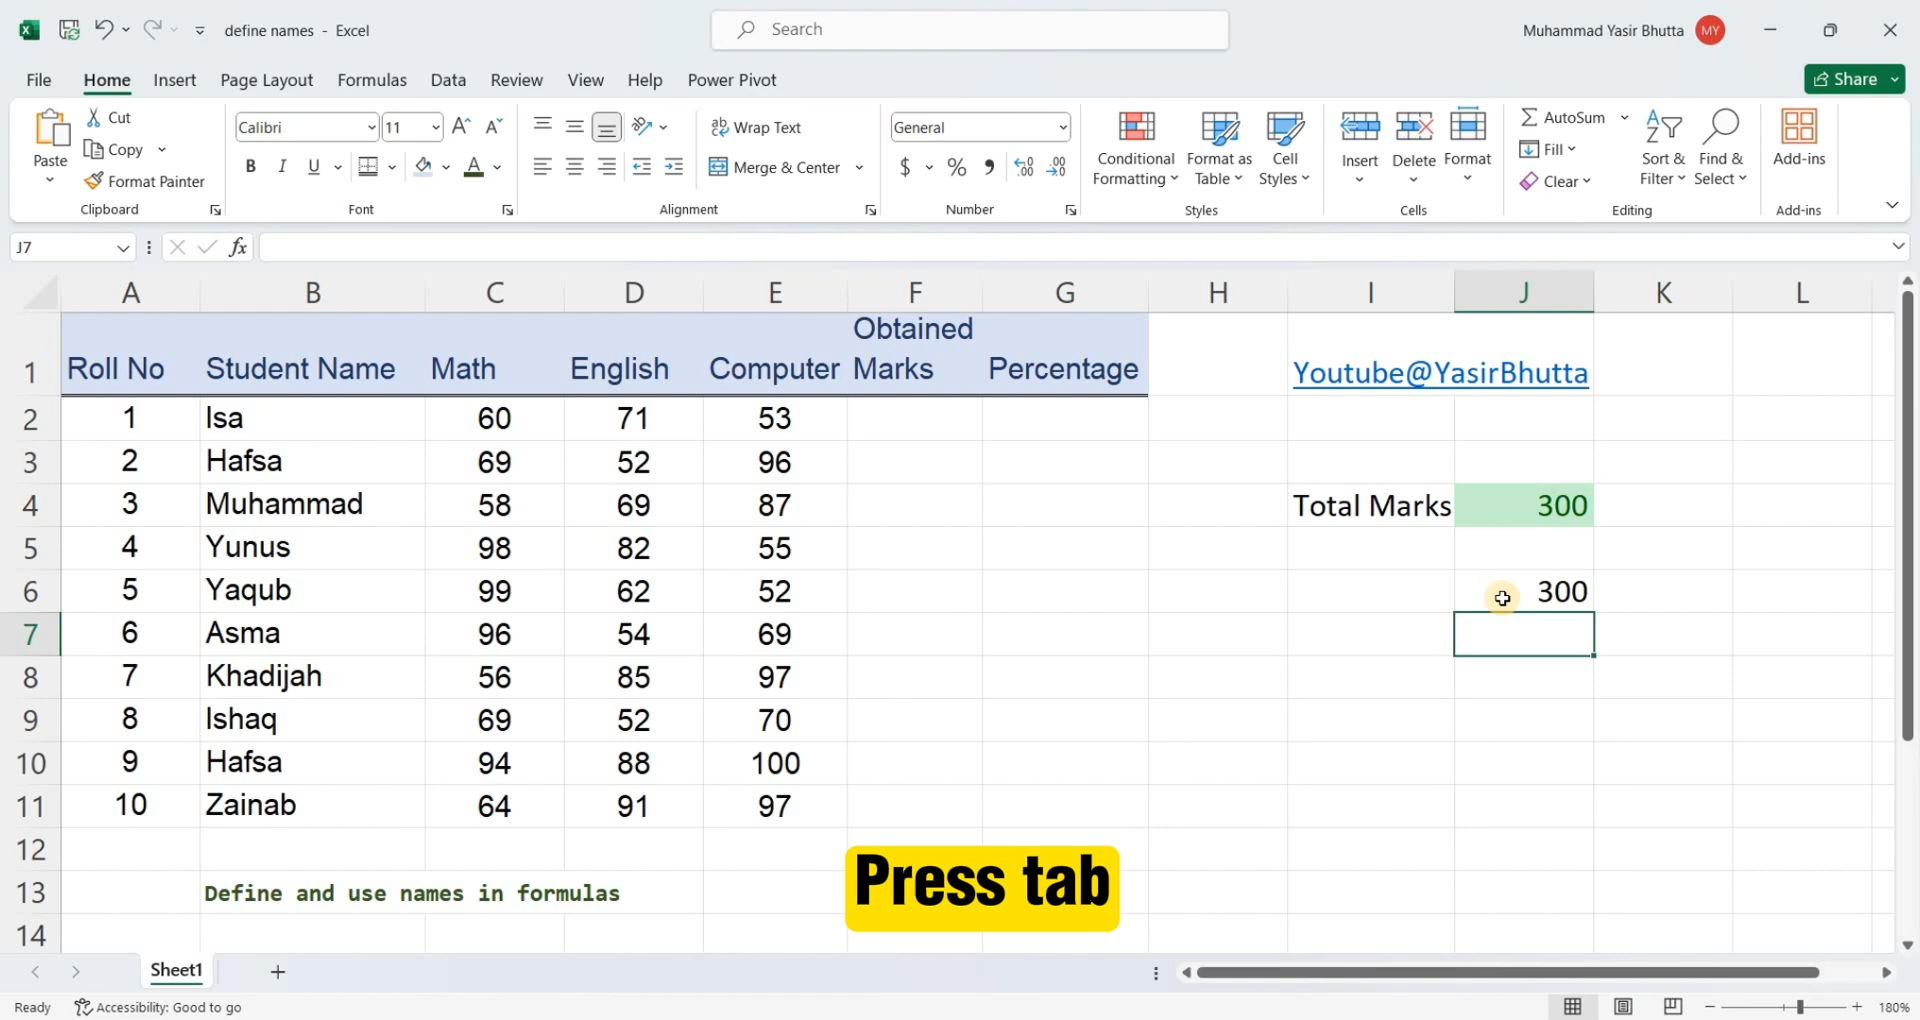 define names - Excel
Search
Muhammad Yasir Bhutta MY
File Home Insert Page Layout Formulas Data Review View Help Power Pivot Share
Paste
Cut
Copy
Format Painter
Clipboard
Calibri 11
B I U
A
Font
ab Wrap Text
Merge & Center
Alignment
General
$ % , .00
Number
Conditional Formatting
Format as Table
Cell Styles
Styles
Insert Delete Format
Cells
AutoSum
Fill
Clear
Sort & Filter
Find & Select
Editing
Add-ins
Add-ins
J7 fx
A B C D E F G H I J K L
1 Roll No Student Name Math English Computer Obtained Marks Percentage Youtube@YasirBhutta
2 1 Isa 60 71 53
3 2 Hafsa 69 52 96
4 3 Muhammad 58 69 87 Total Marks 300
5 4 Yunus 98 82 55
6 5 Yaqub 99 62 52 300
7 6 Asma 96 54 69
8 7 Khadijah 56 85 97
9 8 Ishaq 69 52 70
10 9 Hafsa 94 88 100
11 10 Zainab 64 91 97
12
13 Define and use names in formulas
14
Press tab
Sheet1
Ready Accessibility: Good to go 180%